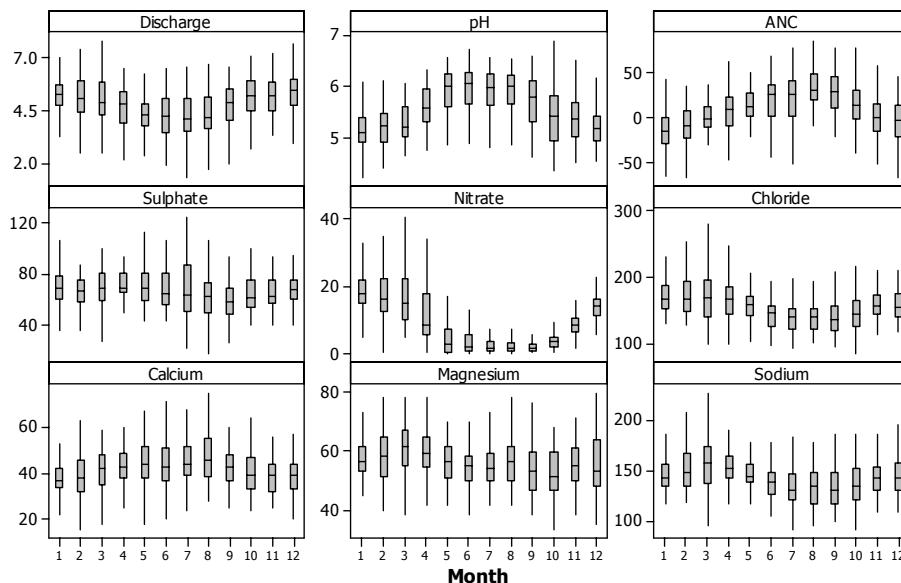 Discharge pH ANC
7.0 7 50
4.5 6 0
2.0 5 -50
Sulphate Nitrate Chloride
120 40 300
80 20 200
40 0 100
Calcium Magnesium Sodium
60 80 200
40 60 150
20 40 100
1 2 3 4 5 6 7 8 9 10 11 12 1 2 3 4 5 6 7 8 9 10 11 12 1 2 3 4 5 6 7 8 9 10 11 12
Month